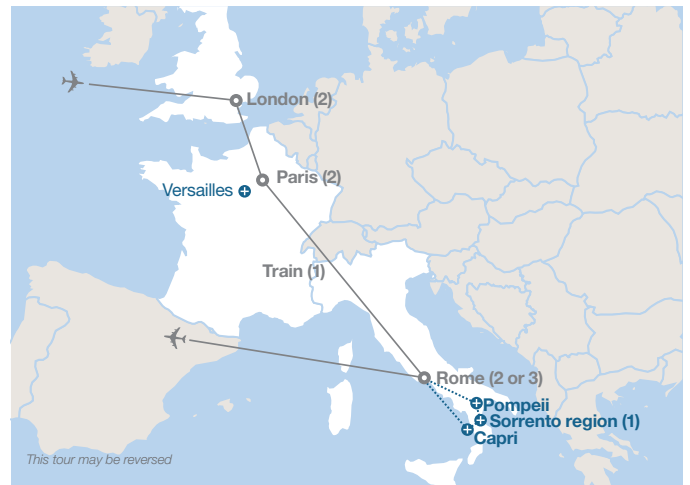 London (2)
Paris (2)
Versailles
Train (1)
Rome (2 or 3)
Pompeii
Sorrento region (1)
Capri
This tour may be reversed